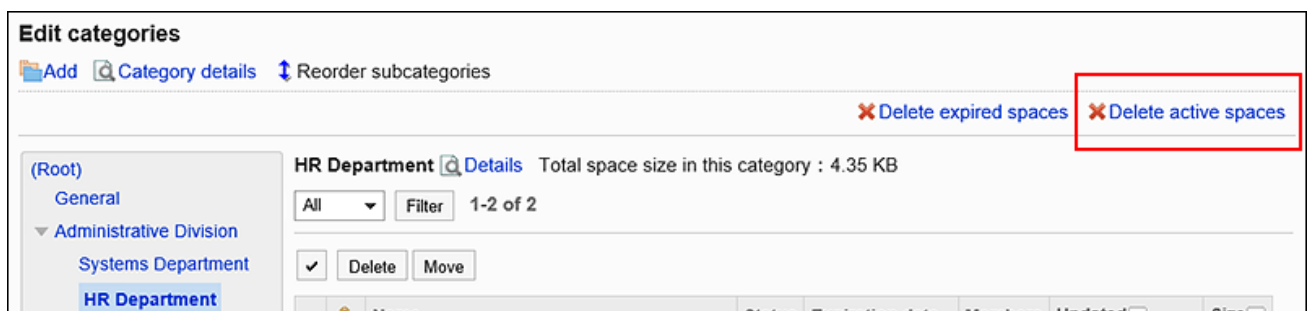 Edit categories
Add Category details Reorder subcategories
Delete expired spaces Delete active spaces
(Root)
General
Administrative Division
Systems Department
HR Department
HR Department Details Total space size in this category : 4.35 KB
All Filter 1-2 of 2
Delete Move